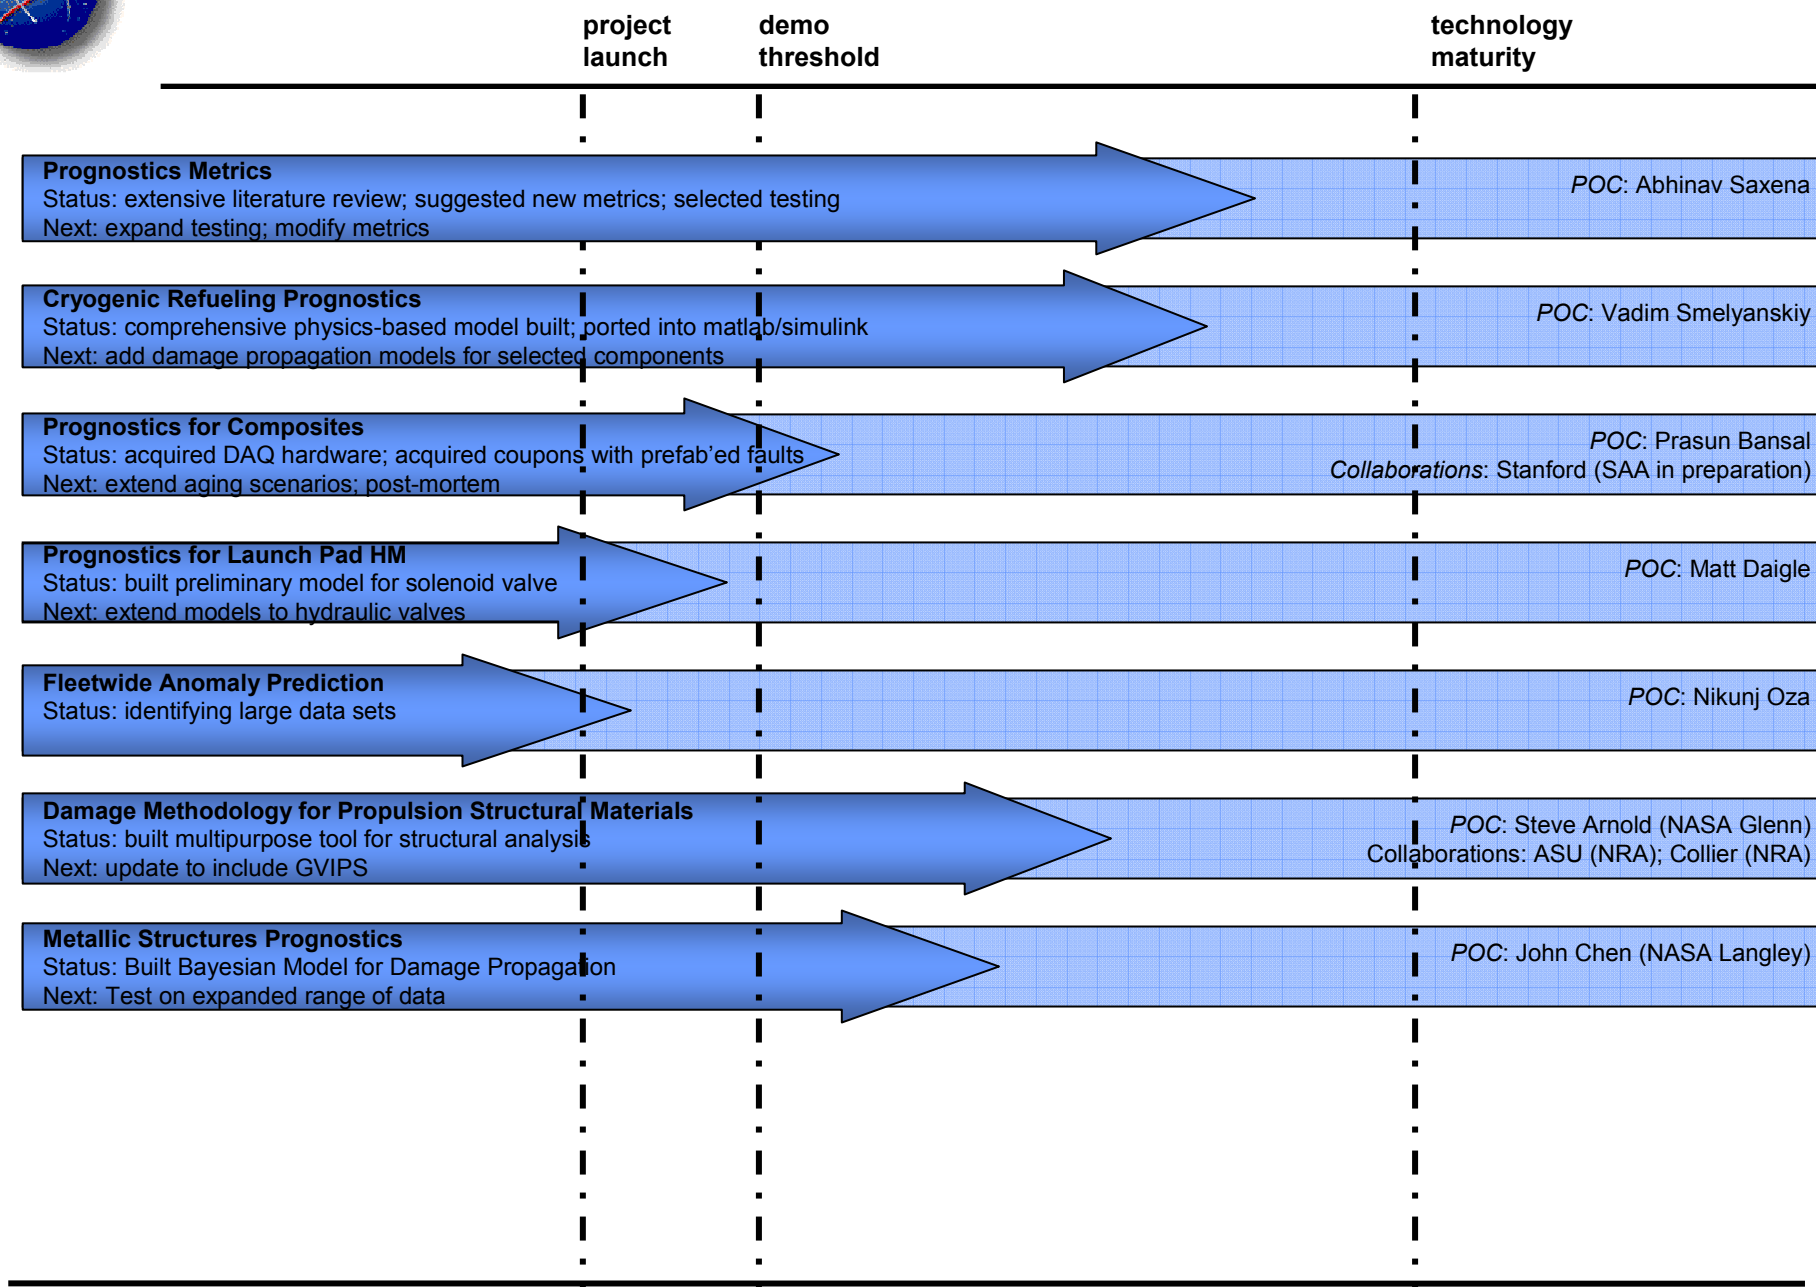 project
launch
demo
threshold
technology
maturity
Prognostics Metrics
Status: extensive literature review; suggested new metrics; selected testing
Next: expand testing; modify metrics
POC: Abhinav Saxena
Cryogenic Refueling Prognostics
Status: comprehensive physics-based model built; ported into matlab/simulink
Next: add damage propagation models for selected components
POC: Vadim Smelyanskiy
Prognostics for Composites
Status: acquired DAQ hardware; acquired coupons with prefab'ed faults
Next: extend aging scenarios; post-mortem
POC: Prasun Bansal
Collaborations: Stanford (SAA in preparation)
Prognostics for Launch Pad HM
Status: built preliminary model for solenoid valve
Next: extend models to hydraulic valves
POC: Matt Daigle
Fleetwide Anomaly Prediction
Status: identifying large data sets
POC: Nikunj Oza
Damage Methodology for Propulsion Structural Materials
Status: built multipurpose tool for structural analysis
Next: update to include GVIPS
POC: Steve Arnold (NASA Glenn)
Collaborations: ASU (NRA); Collier (NRA)
Metallic Structures Prognostics
Status: Built Bayesian Model for Damage Propagation
Next: Test on expanded range of data
POC: John Chen (NASA Langley)